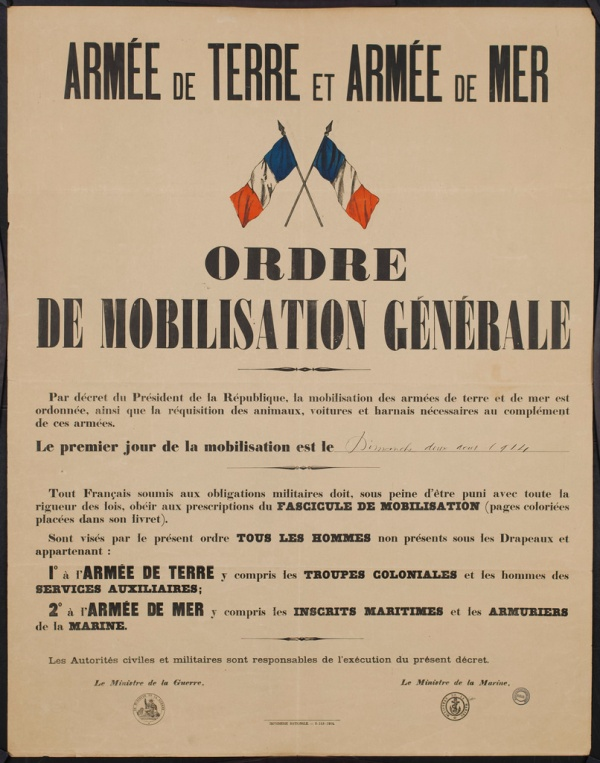 ARMÉE DE TERRE ET ARMÉE DE MER
ORDRE
DE MOBILISATION GÉNÉRALE
Par décret du Président de la République, la mobilisation des armées de terre et de mer est
ordonnée, ainsi que la réquisition des animaux, voitures et harnais nécessaires au complément
de ces armées.
Le premier jour de la mobilisation est le Dimanche deux août 1914
Tout Français soumis aux obligations militaires doit, sous peine d'être puni avec toute la
rigueur des lois, obéir aux prescriptions du FASCICULE DE MOBILISATION (pages coloriées
placées dans son livret).
Sont visés par le présent ordre TOUS LES HOMMES non présents sous les Drapeaux et
appartenant :
1° à l'ARMÉE DE TERRE y compris les TROUPES COLONIALES et les hommes des
SERVICES AUXILIAIRES;
2° à l'ARMÉE DE MER y compris les INSCRITS MARITIMES et les ARMURIERS
de la MARINE.
Les Autorités civiles et militaires sont responsables de l'exécution du présent décret.
Le Ministre de la Guerre, Le Ministre de la Marine,
IMPRIMERIE NATIONALE